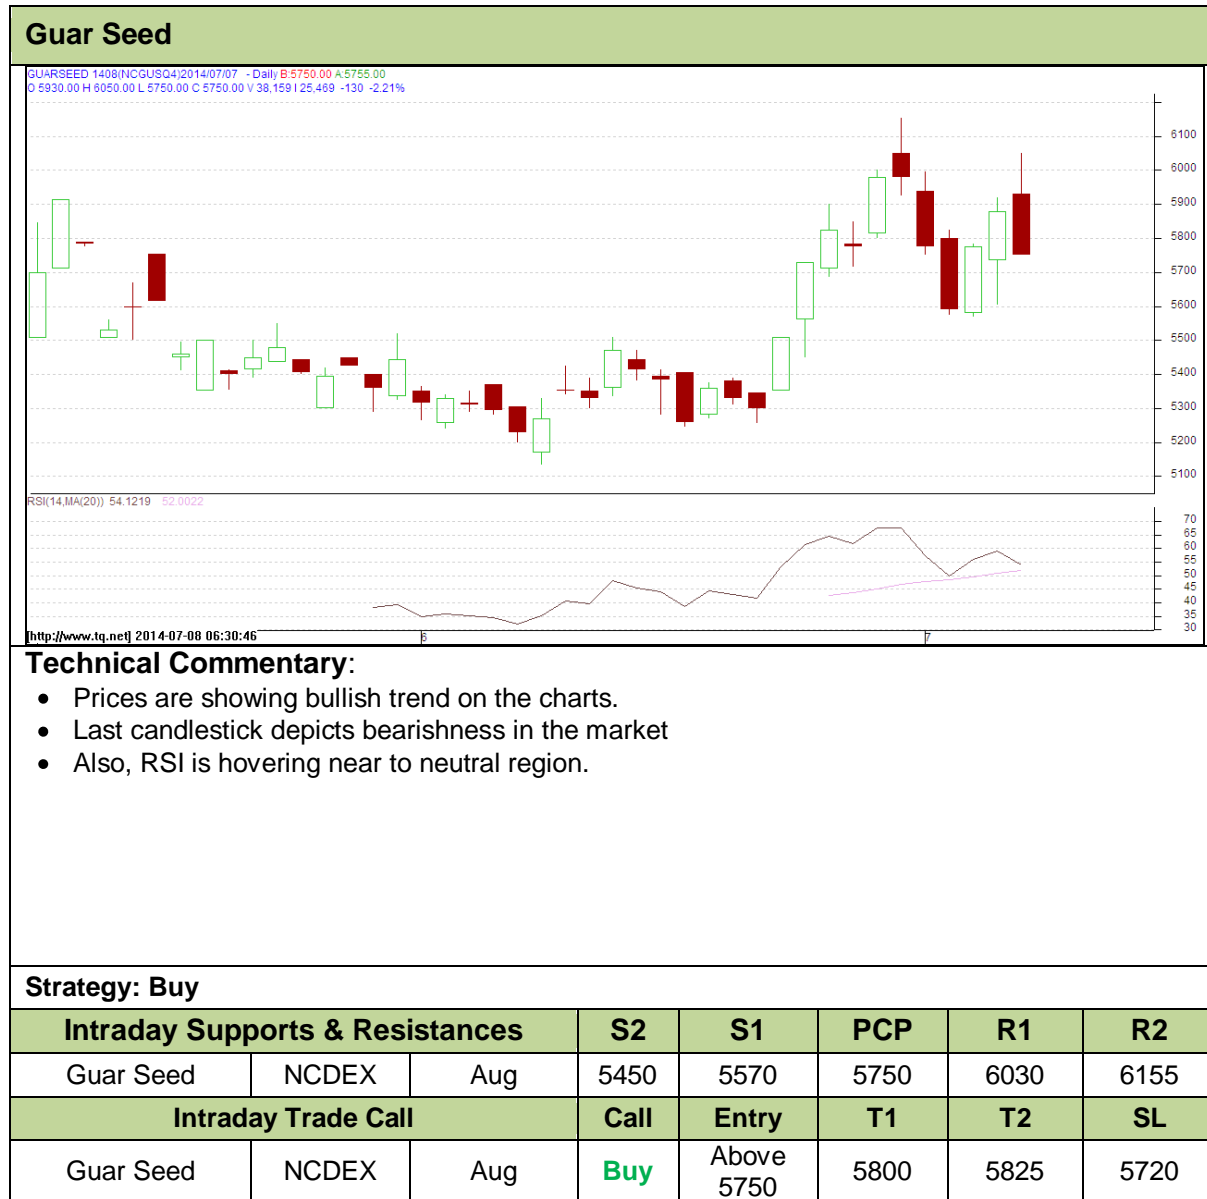 Guar Seed
GUARSEED 1408(NCGUSQ4)2014/07/07 - Daily B:5750.00 A:5755.00
O 5930.00 H 6050.00 L 5750.00 C 5750.00 V 38,159 I 25,469 -130 -2.21%
6100
6000
5900
5800
5700
5600
5500
5400
5300
5200
5100
RSI(14,MA(20)) 54.1219 52.0022
70
65
60
55
50
45
40
35
30
[http://www.tq.net] 2014-07-08 06:30:46 6 7
Technical Commentary:
• Prices are showing bullish trend on the charts.
• Last candlestick depicts bearishness in the market
• Also, RSI is hovering near to neutral region.
Strategy: Buy
Intraday Supports & Resistances S2 S1 PCP R1 R2
Guar Seed NCDEX Aug 5450 5570 5750 6030 6155
Intraday Trade Call Call Entry T1 T2 SL
Guar Seed NCDEX Aug Buy Above 5750 5800 5825 5720